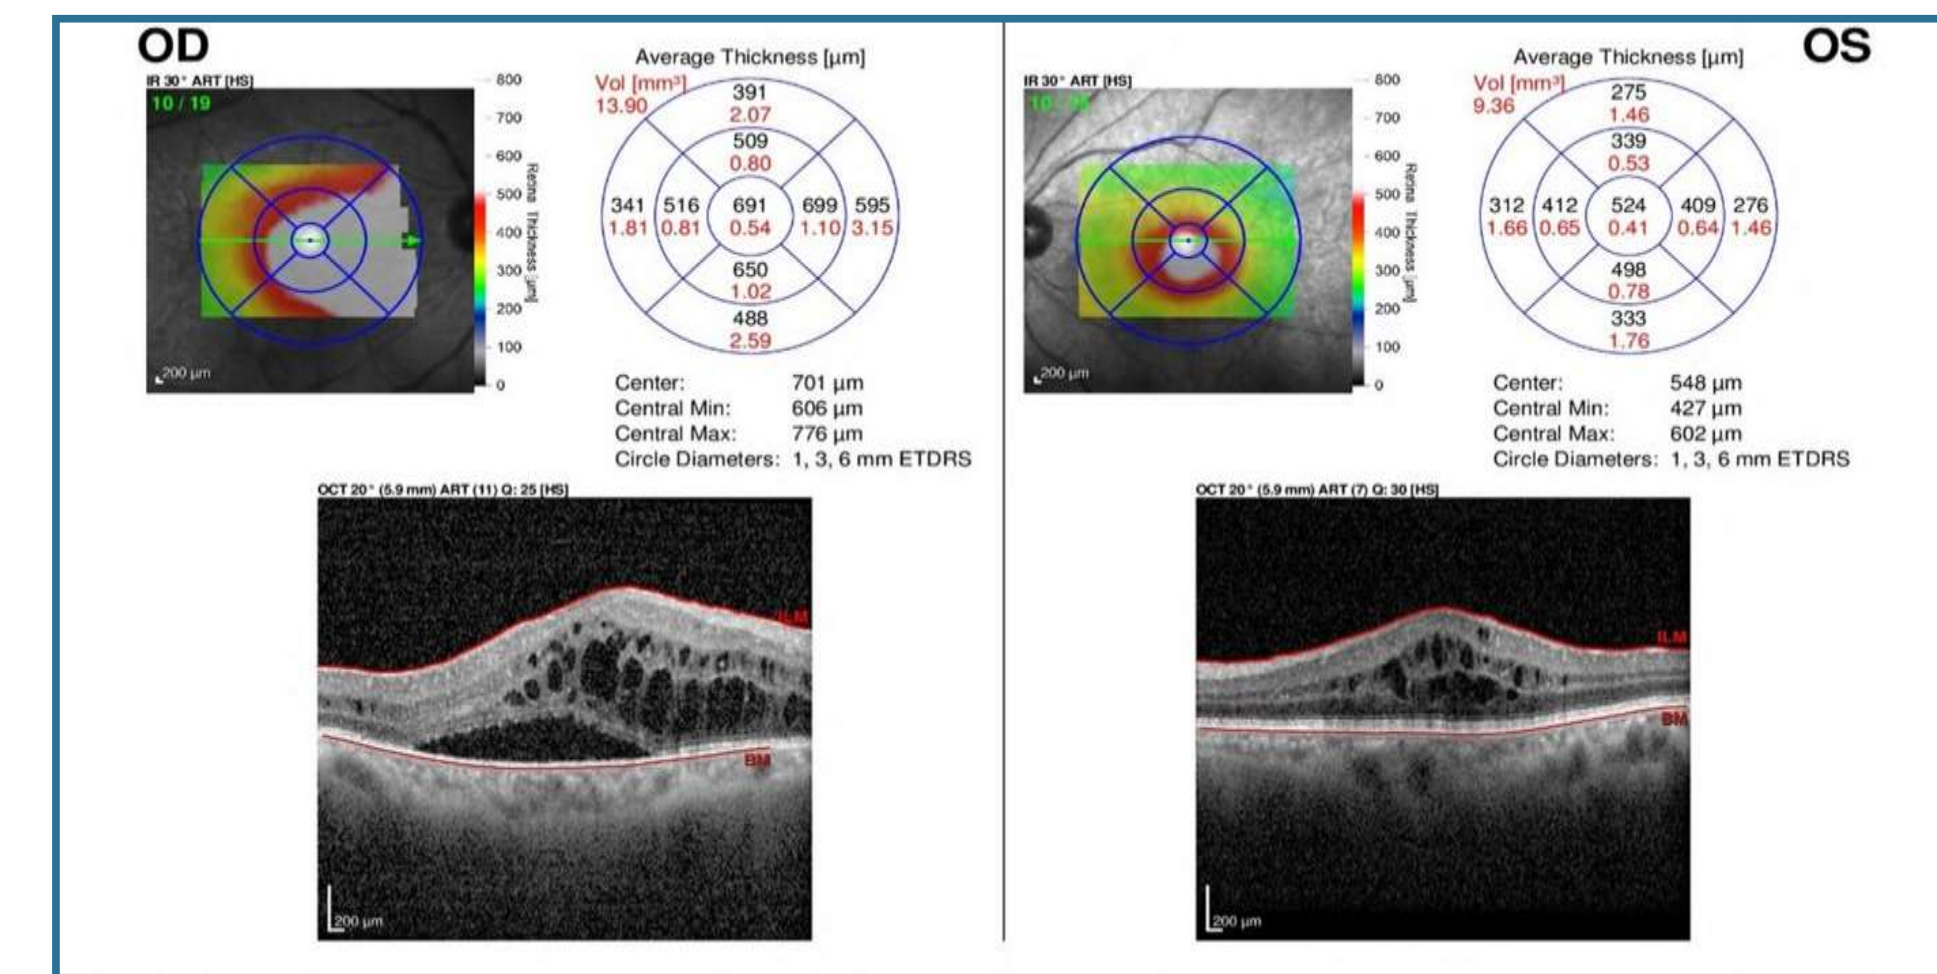 OD
IR 30° ART [HS]
10 / 19
800
700
600
500
400
300
200
100
0
Retina Thickness [µm]
200 µm
Average Thickness [µm]
Vol [mm³]
13.90
391
2.07
509
0.80
341 516 691 699 595
1.81 0.81 0.54 1.10 3.15
650
1.02
488
2.59
Center: 701 µm
Central Min: 606 µm
Central Max: 776 µm
Circle Diameters: 1, 3, 6 mm ETDRS
OCT 20° (5.9 mm) ART (11) Q: 25 [HS]
ILM
BM
200 µm
OS
IR 30° ART [HS]
800
700
600
500
400
300
200
100
0
Retina Thickness [µm]
200 µm
Average Thickness [µm]
Vol [mm³]
9.36
275
1.46
339
0.53
312 412 524 409 276
1.66 0.65 0.41 0.64 1.46
498
0.78
333
1.76
Center: 548 µm
Central Min: 427 µm
Central Max: 602 µm
Circle Diameters: 1, 3, 6 mm ETDRS
OCT 20° (5.9 mm) ART (7) Q: 30 [HS]
ILM
BM
200 µm